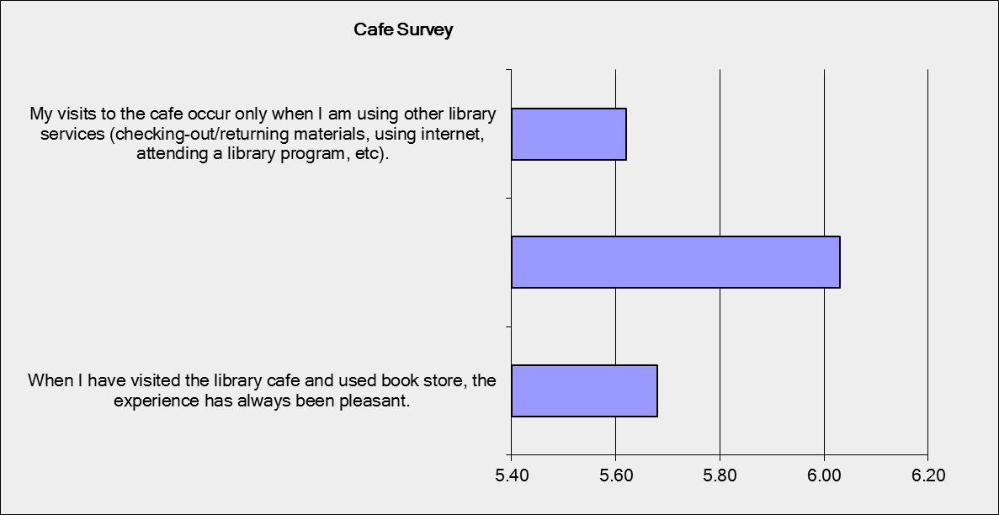 Cafe Survey
My visits to the cafe occur only when I am using other library
services (checking-out/returning materials, using internet,
attending a library program, etc).
When I have visited the library cafe and used book store, the
experience has always been pleasant.
5.40 5.60 5.80 6.00 6.20